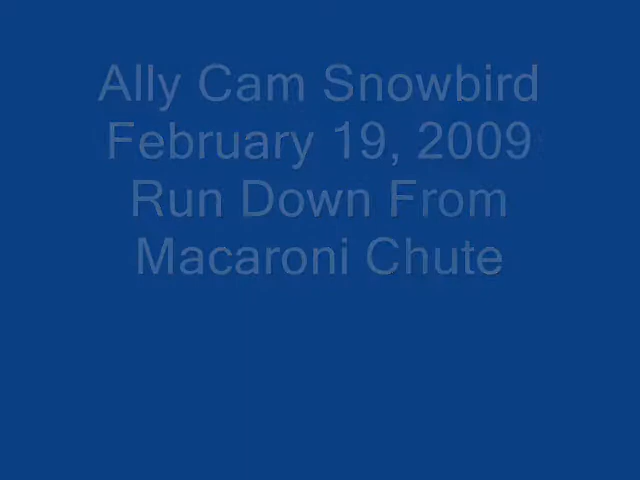 Ally Cam Snowbird
February 19, 2009
Run Down From
Macaroni Chute